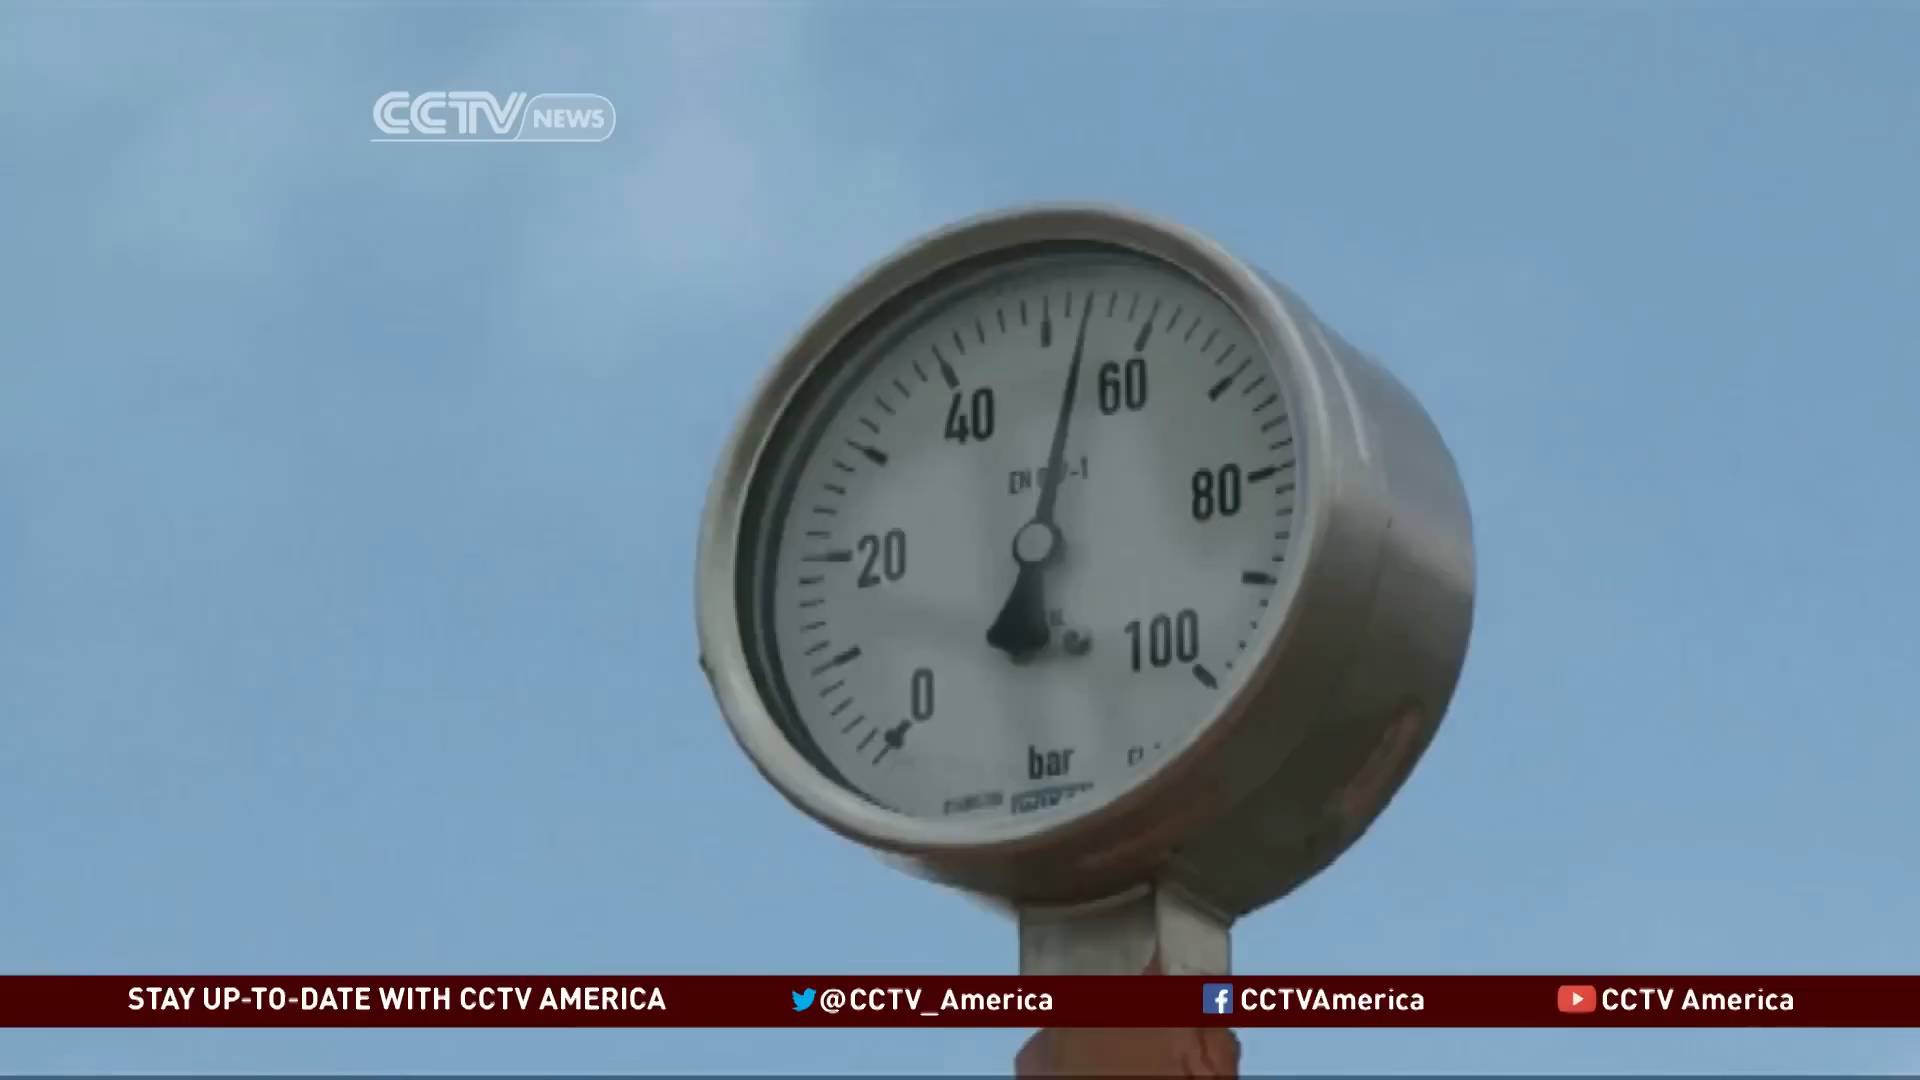 CCTV NEWS
60
40
80
20
100
0
bar
STAY UP-TO-DATE WITH CCTV AMERICA @CCTV_America CCTVAmerica CCTV America